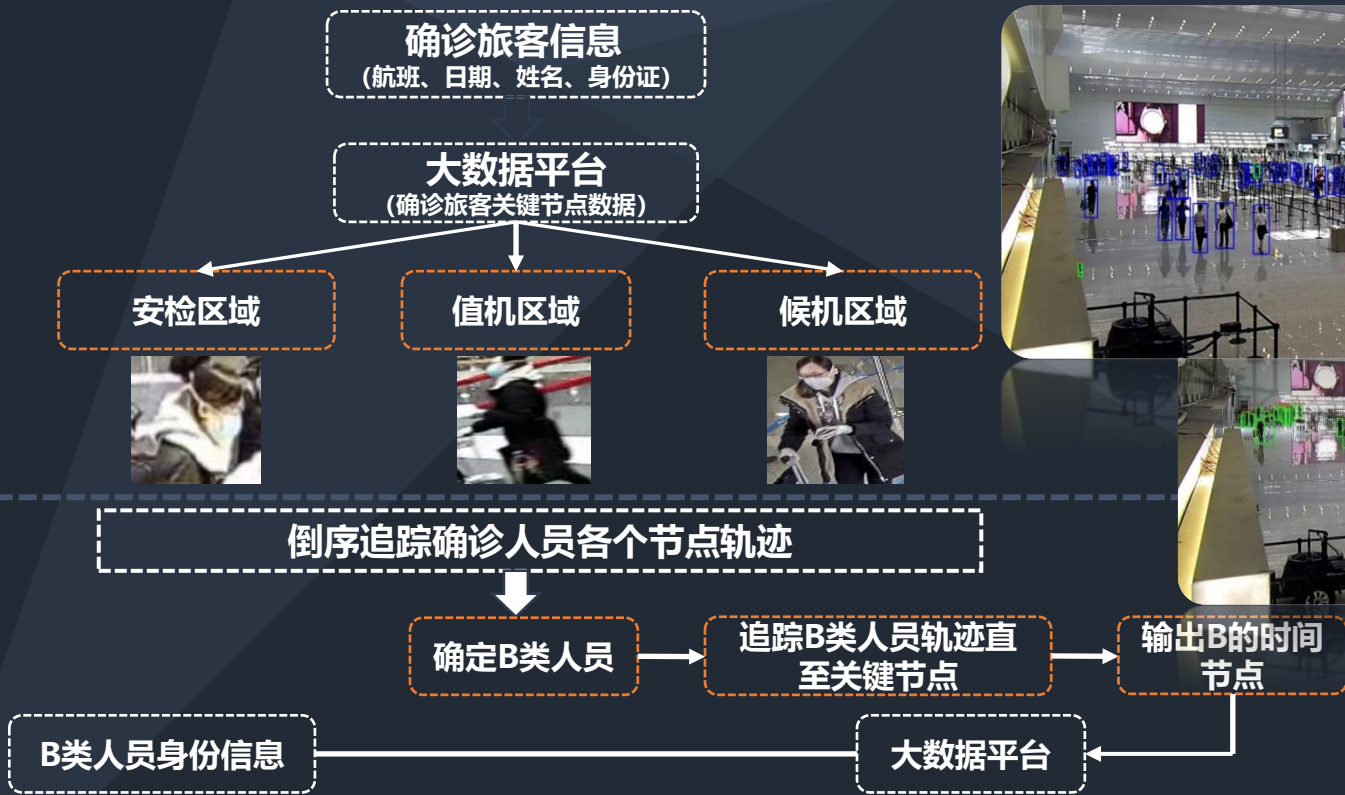 确诊旅客信息
(航班、日期、姓名、身份证)
大数据平台
(确诊旅客关键节点数据)
安检区域
值机区域
候机区域
倒序追踪确诊人员各个节点轨迹
确定B类人员
追踪B类人员轨迹直
至关键节点
输出B的时间
节点
B类人员身份信息
大数据平台